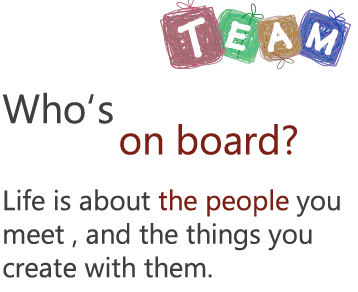 TEAM
Who‘s
on board?
Life is about the people you
meet , and the things you
create with them.